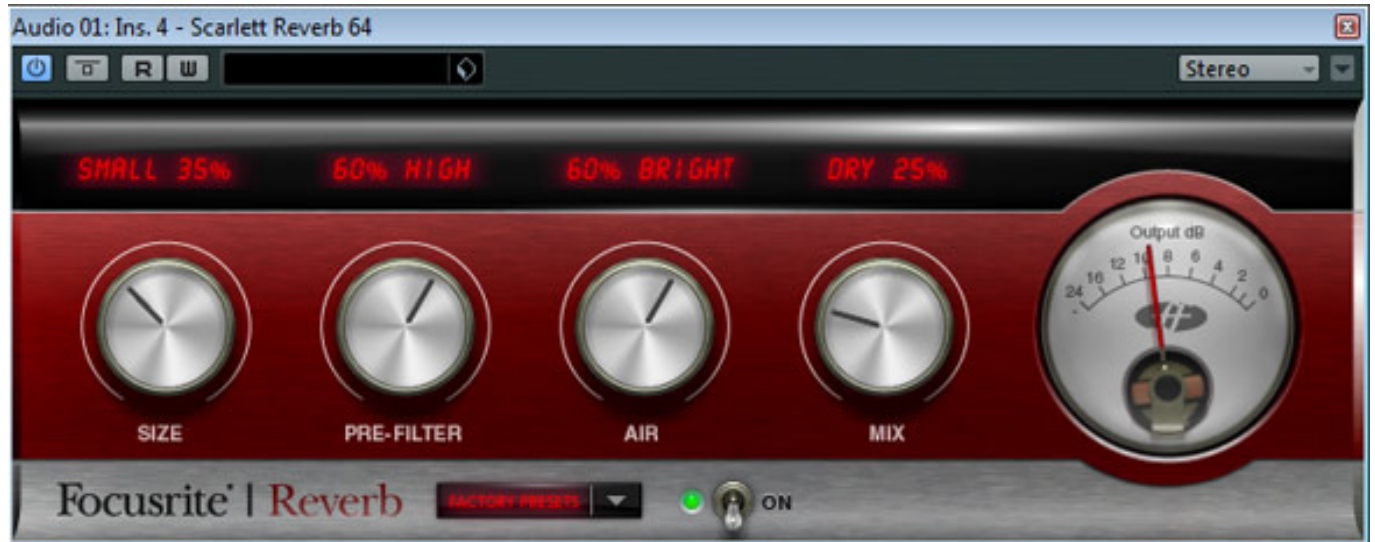 Audio 01: Ins. 4 - Scarlett Reverb 64
R W Stereo
SMALL 35% 60% HIGH 60% BRIGHT DRY 25%
Output dB
24 16 12 10 8 6 4 2 0
-
SIZE PRE-FILTER AIR MIX
Focusrite | Reverb FACTORY PRESETS ON